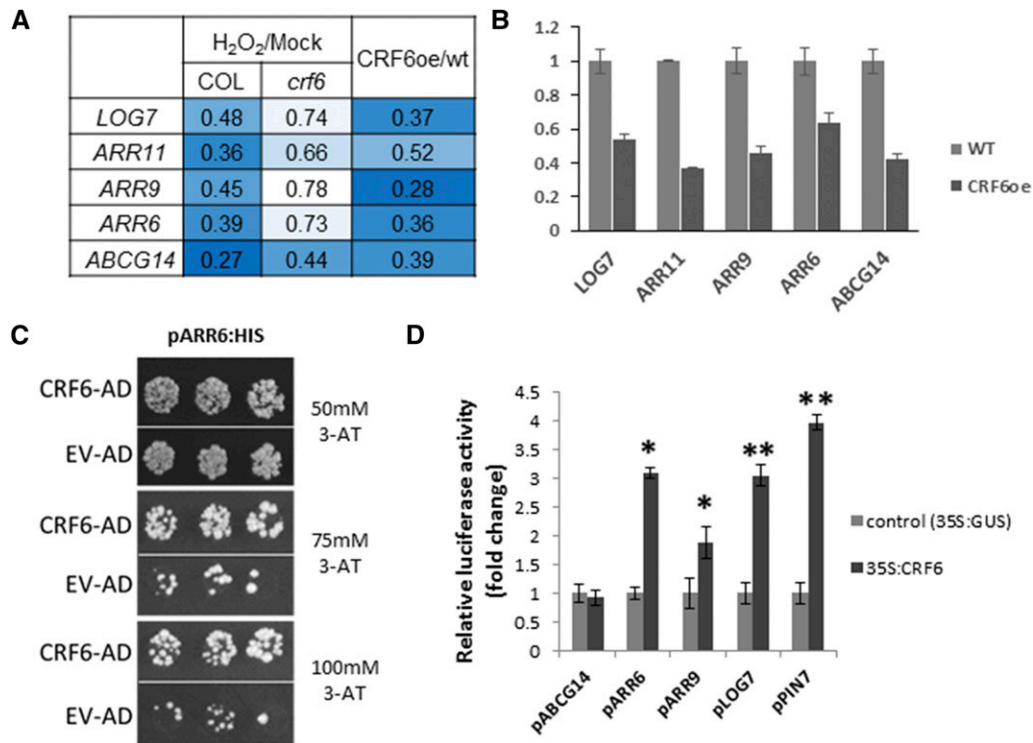 A
H2O2/Mock CRF6oe/wt
COL crf6
LOG7 0.48 0.74 0.37
ARR11 0.36 0.66 0.52
ARR9 0.45 0.78 0.28
ARR6 0.39 0.73 0.36
ABCG14 0.27 0.44 0.39
B
1.2
1
0.8
0.6
0.4
0.2
0
LOG7 ARR11 ARR9 ARR6 ABCG14
WT
CRF6oe
C
pARR6:HIS
CRF6-AD
EV-AD
50mM
3-AT
CRF6-AD
EV-AD
75mM
3-AT
CRF6-AD
EV-AD
100mM
3-AT
D
Relative luciferase activity
(fold change)
4.5
4
3.5
3
2.5
2
1.5
1
0.5
0
* * ** **
pABCG14 pARR6 pARR9 pLOG7 pPIN7
control (35S:GUS)
35S:CRF6